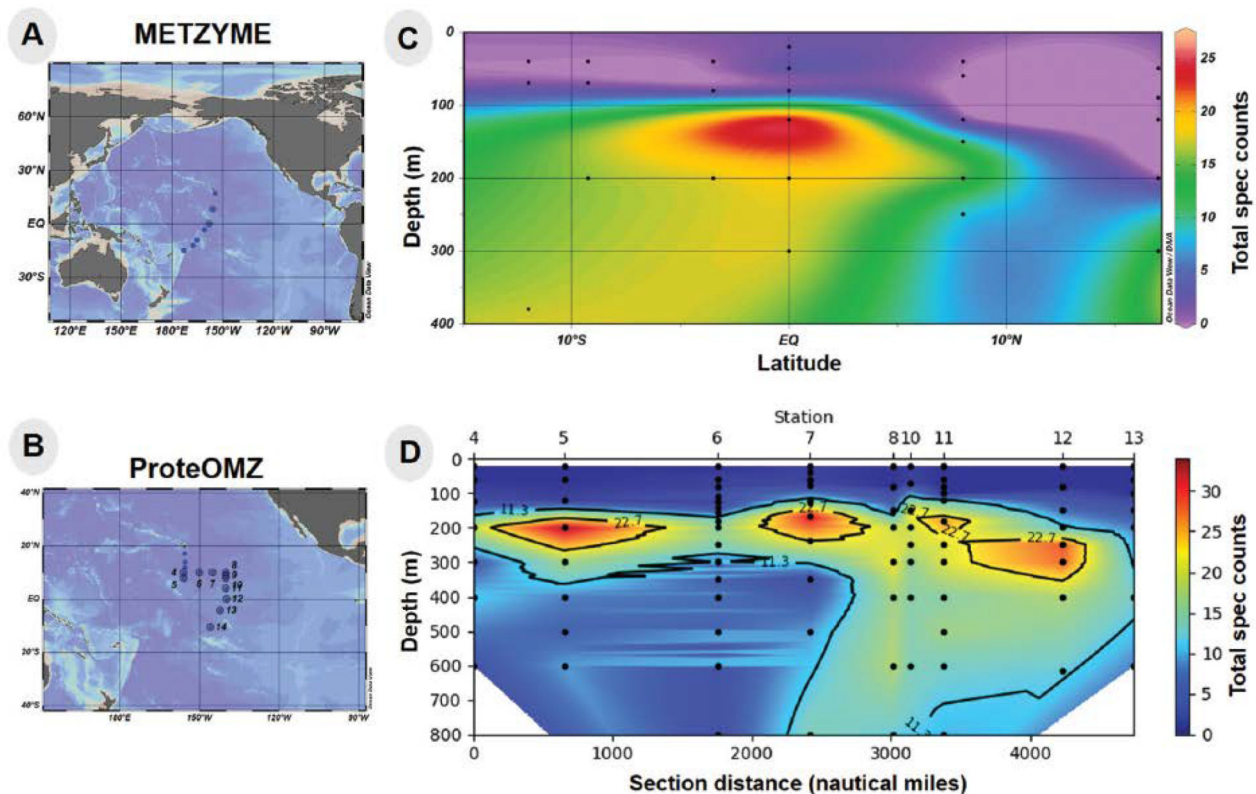 A
METZYME
60°N
30°N
EQ
30°S
120°E 150°E 180°E 150°W 120°W 90°W
Ocean Data View
C
0
100
200
300
400
Depth (m)
10°S EQ 10°N
Latitude
Ocean Data View / DIVA
25
20
15
10
5
0
Total spec counts
B
ProteOMZ
40°N
20°N
EQ
20°S
40°S
4
5
6
7
8
9
10
11
12
13
14
180°E 150°W 120°W 90°W
Ocean Data View
D
Station
4 5 6 7 8 10 11 12 13
0
100
200
300
400
500
600
700
800
Depth (m)
11.3
22.7
11.3
22.7
22.7
22.7
22.7
11.3
0 1000 2000 3000 4000
Section distance (nautical miles)
30
25
20
15
10
5
0
Total spec counts